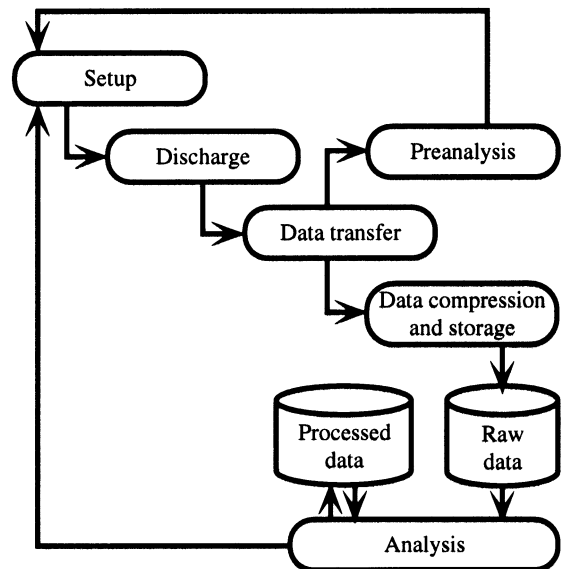 Setup
Discharge
Preanalysis
Data transfer
Data compression
and storage
Processed
data
Raw
data
Analysis